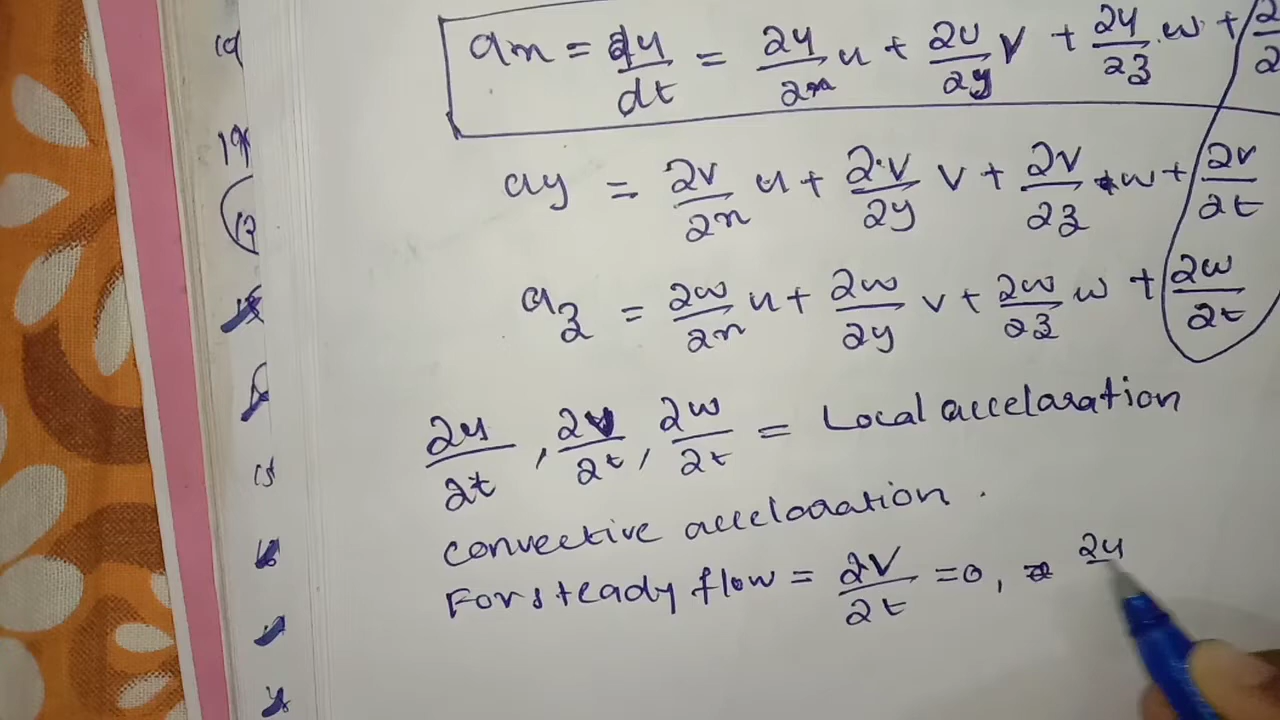 ax = du/dt = ∂u/∂x u + ∂u/∂y v + ∂u/∂z . w +
ay = ∂v/∂x u + ∂v/∂y v + ∂v/∂z w + ∂v/∂t
az = ∂w/∂x u + ∂w/∂y v + ∂w/∂z w + ∂w/∂t
∂u/∂t , ∂v/∂t , ∂w/∂t = Local accelaration
convective accelaration .
For steady flow = ∂V/∂t = 0, ∂u